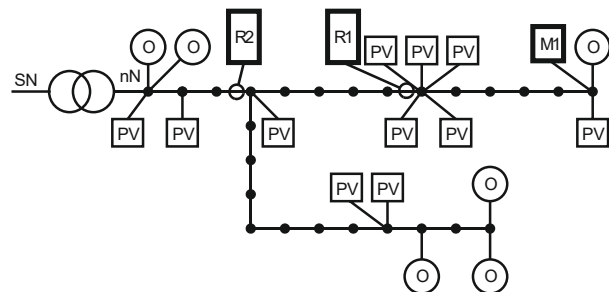 O O R2 R1 PV PV PV M1 O
SN nN
PV PV PV PV PV PV
PV PV O
O O